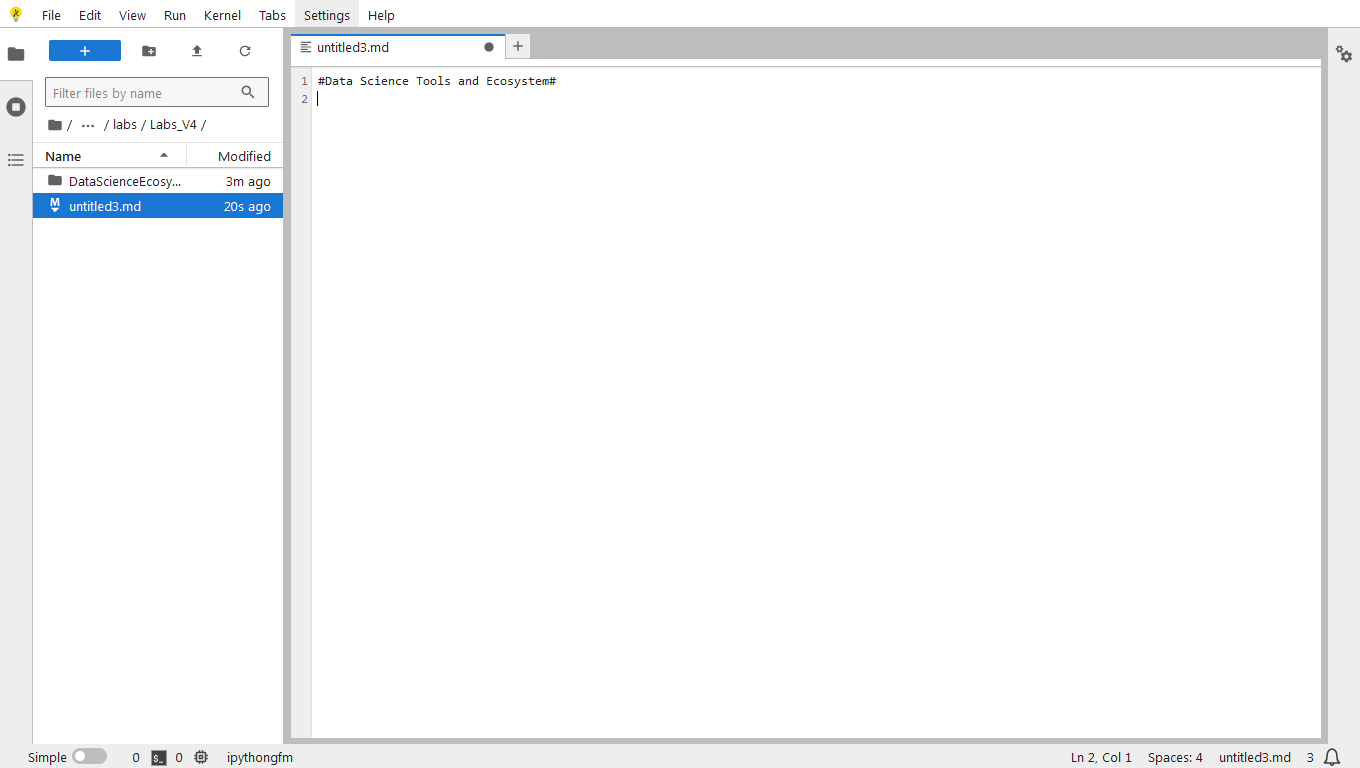 File Edit View Run Kernel Tabs Settings Help
+
Filter files by name
/ ... / labs / Labs_V4 /
Name Modified
DataScienceEcosy... 3m ago
M untitled3.md 20s ago
untitled3.md +
1 #Data Science Tools and Ecosystem#
2
Simple 0 $_ 0 ipythongfm Ln 2, Col 1 Spaces: 4 untitled3.md 3